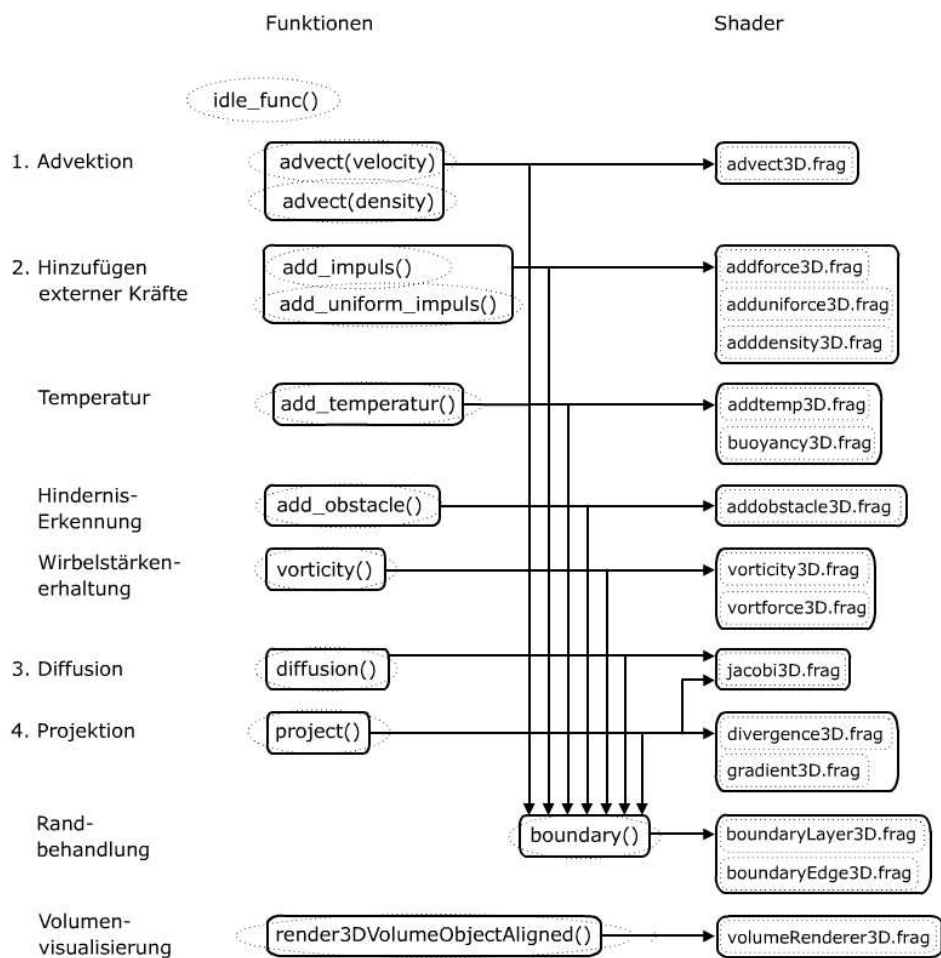 Funktionen Shader
idle_func()
1. Advektion advect(velocity) advect3D.frag
advect(density)
2. Hinzufügen add_impuls() addforce3D.frag
externer Kräfte add_uniform_impuls() adduniforce3D.frag
adddensity3D.frag
Temperatur add_temperatur() addtemp3D.frag
buoyancy3D.frag
Hindernis- add_obstacle() addobstacle3D.frag
Erkennung
Wirbelstärken- vorticity() vorticity3D.frag
erhaltung vortforce3D.frag
3. Diffusion diffusion() jacobi3D.frag
4. Projektion project() divergence3D.frag
gradient3D.frag
Rand- boundary() boundaryLayer3D.frag
behandlung boundaryEdge3D.frag
Volumen- render3DVolumeObjectAligned() volumeRenderer3D.frag
visualisierung